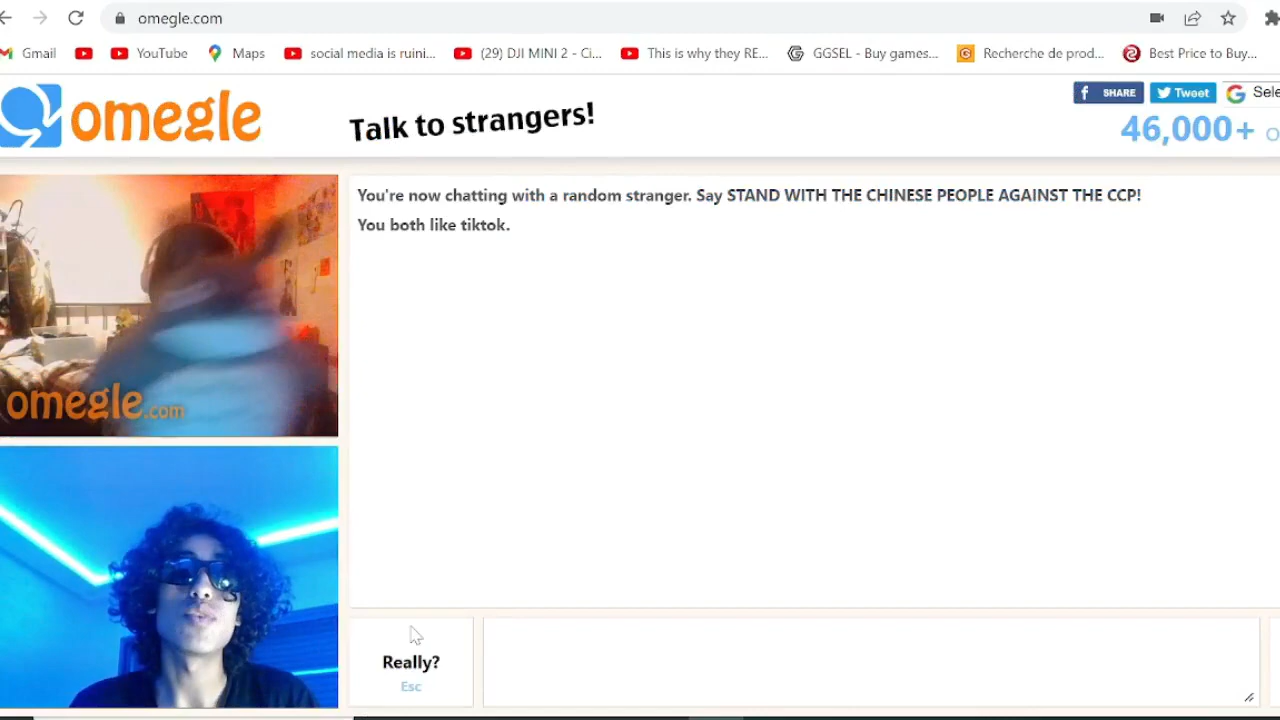 omegle.com
Gmail
YouTube
Maps
social media is ruini...
(29) DJI MINI 2 - Ci...
This is why they RE...
GGSEL - Buy games...
Recherche de prod...
Best Price to Buy...
omegle
Talk to strangers!
f SHARE
Tweet
G Sele
46,000+ o
You're now chatting with a random stranger. Say STAND WITH THE CHINESE PEOPLE AGAINST THE CCP!
You both like tiktok.
omegle.com
Really?
Esc